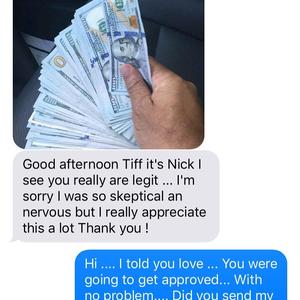 Good afternoon Tiff it's Nick I
see you really are legit ... I'm
sorry I was so skeptical an
nervous but I really appreciate
this a lot Thank you !
Hi .... I told you love ... You were
going to get approved... With
no problem.... Did you send my